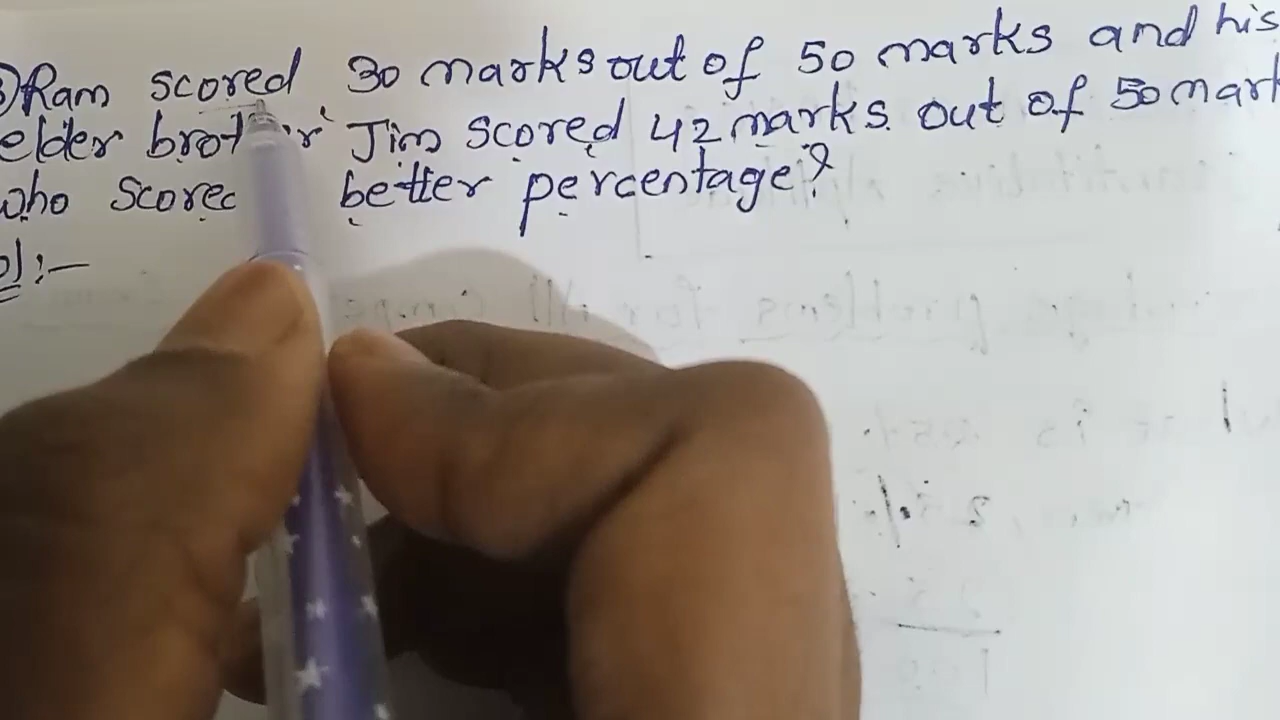 Ram scored 30 marks out of 50 marks and his
elder brother Jim scored 42 marks out of 50 mark
who scored better percentage?
:-